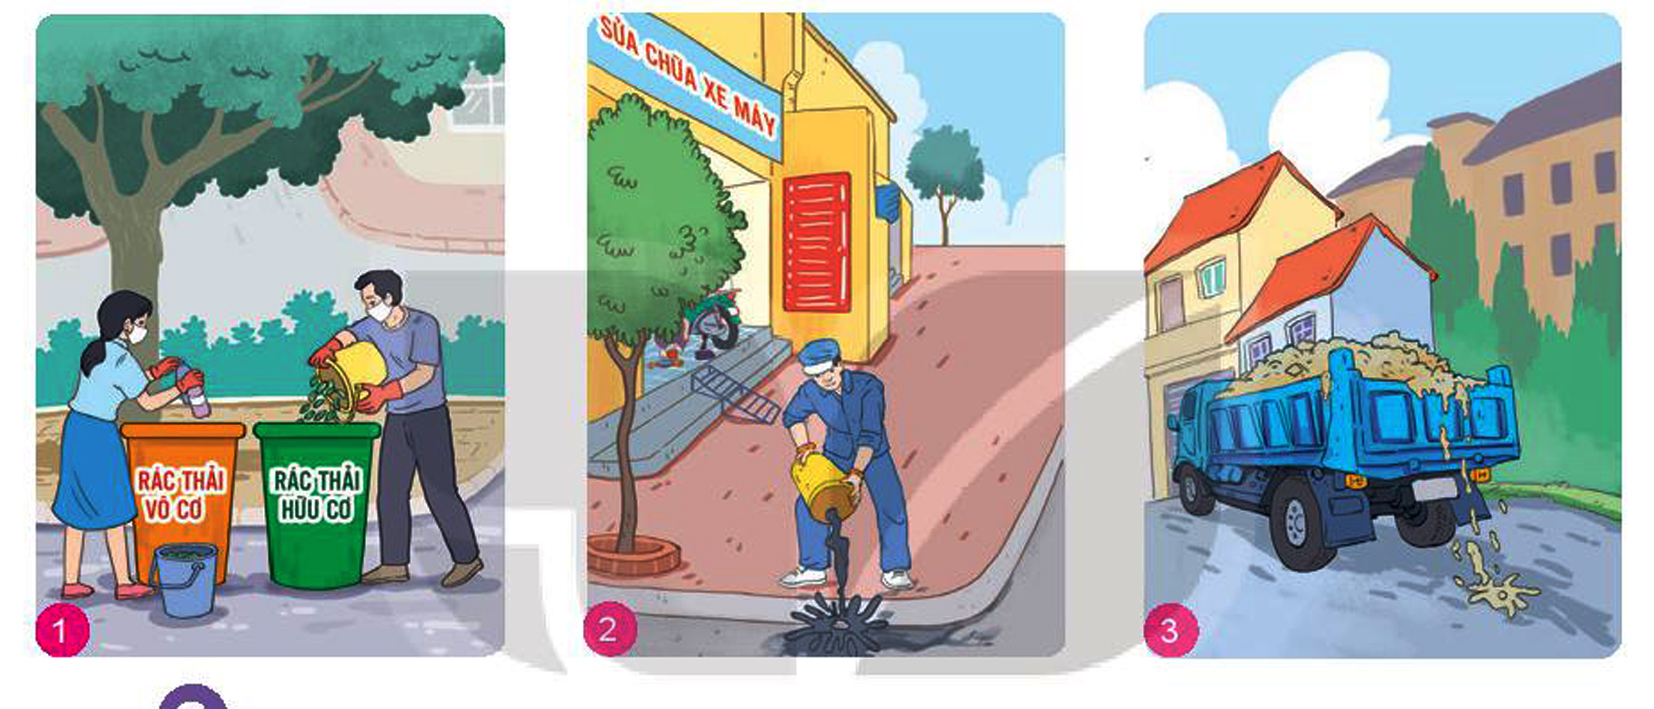 RÁC THẢI
VÔ CƠ
RÁC THẢI
HỮU CƠ
1
SỬA CHỮA XE MÁY
2
3